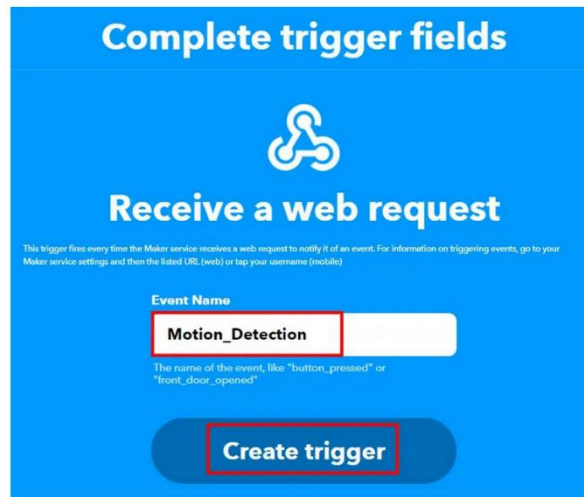 Complete trigger fields
Receive a web request
This trigger fires every time the Maker service receives a web request to notify it of an event. For information on triggering events, go to your
Maker service settings and then the listed URL (web) or tap your username (mobile)
Event Name
Motion_Detection
The name of the event, like "button_pressed" or
"front_door_opened"
Create trigger